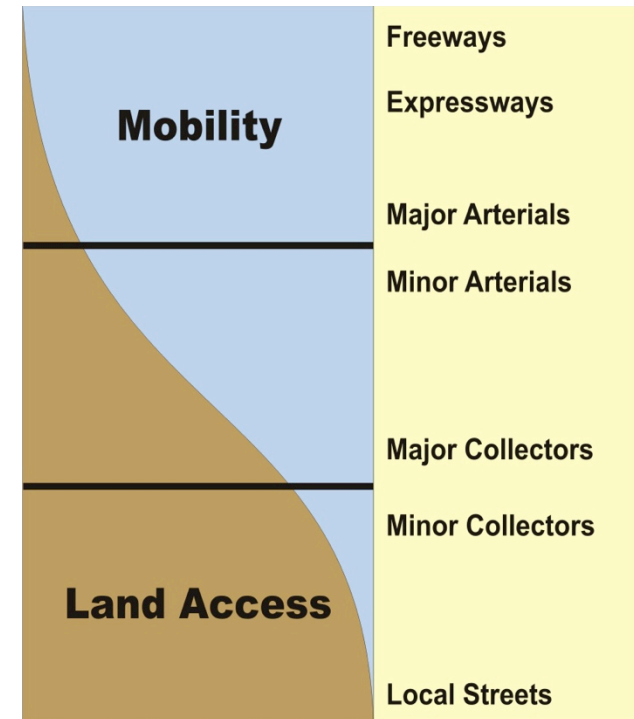 Freeways
Expressways
Mobility
Major Arterials
Minor Arterials
Major Collectors
Minor Collectors
Land Access
Local Streets